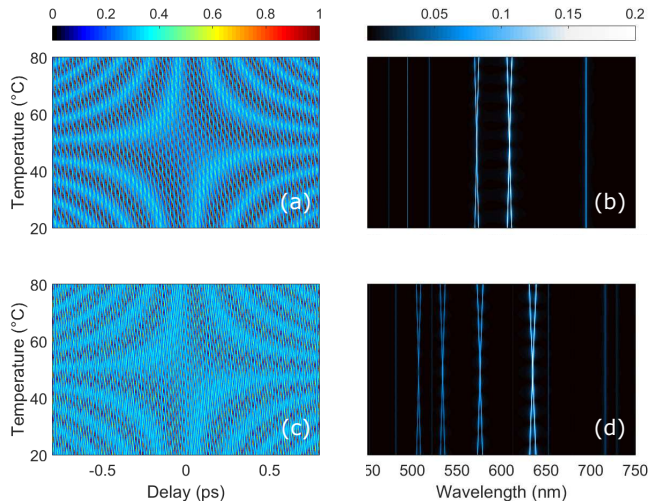 0 0.2 0.4 0.6 0.8 1
0.05 0.1 0.15 0.2
80
60
40
20
Temperature (°C)
(a)
(b)
80
60
40
20
Temperature (°C)
(c)
(d)
-0.5 0 0.5
Delay (ps)
50 500 550 600 650 700 750
Wavelength (nm)